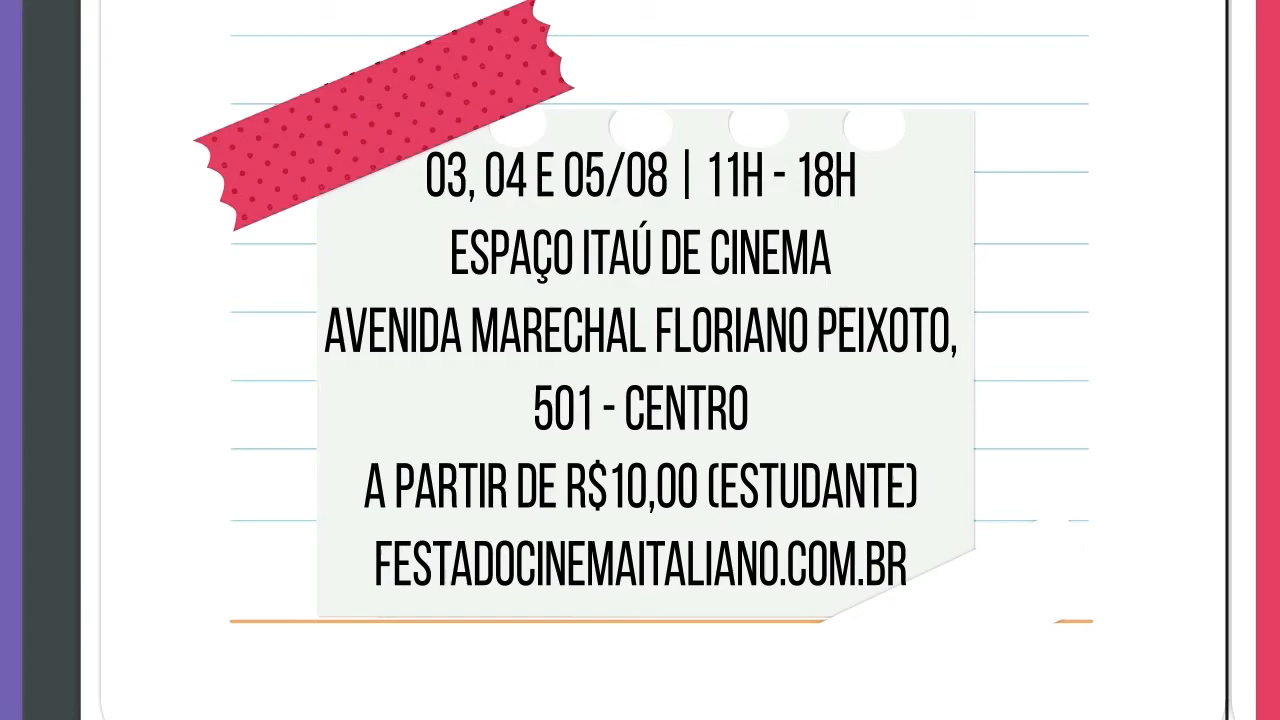 03, 04 E 05/08 | 11H - 18H
ESPAÇO ITAÚ DE CINEMA
AVENIDA MARECHAL FLORIANO PEIXOTO,
501 - CENTRO
A PARTIR DE R$10,00 (ESTUDANTE)
FESTADOCINEMAITALIANO.COM.BR